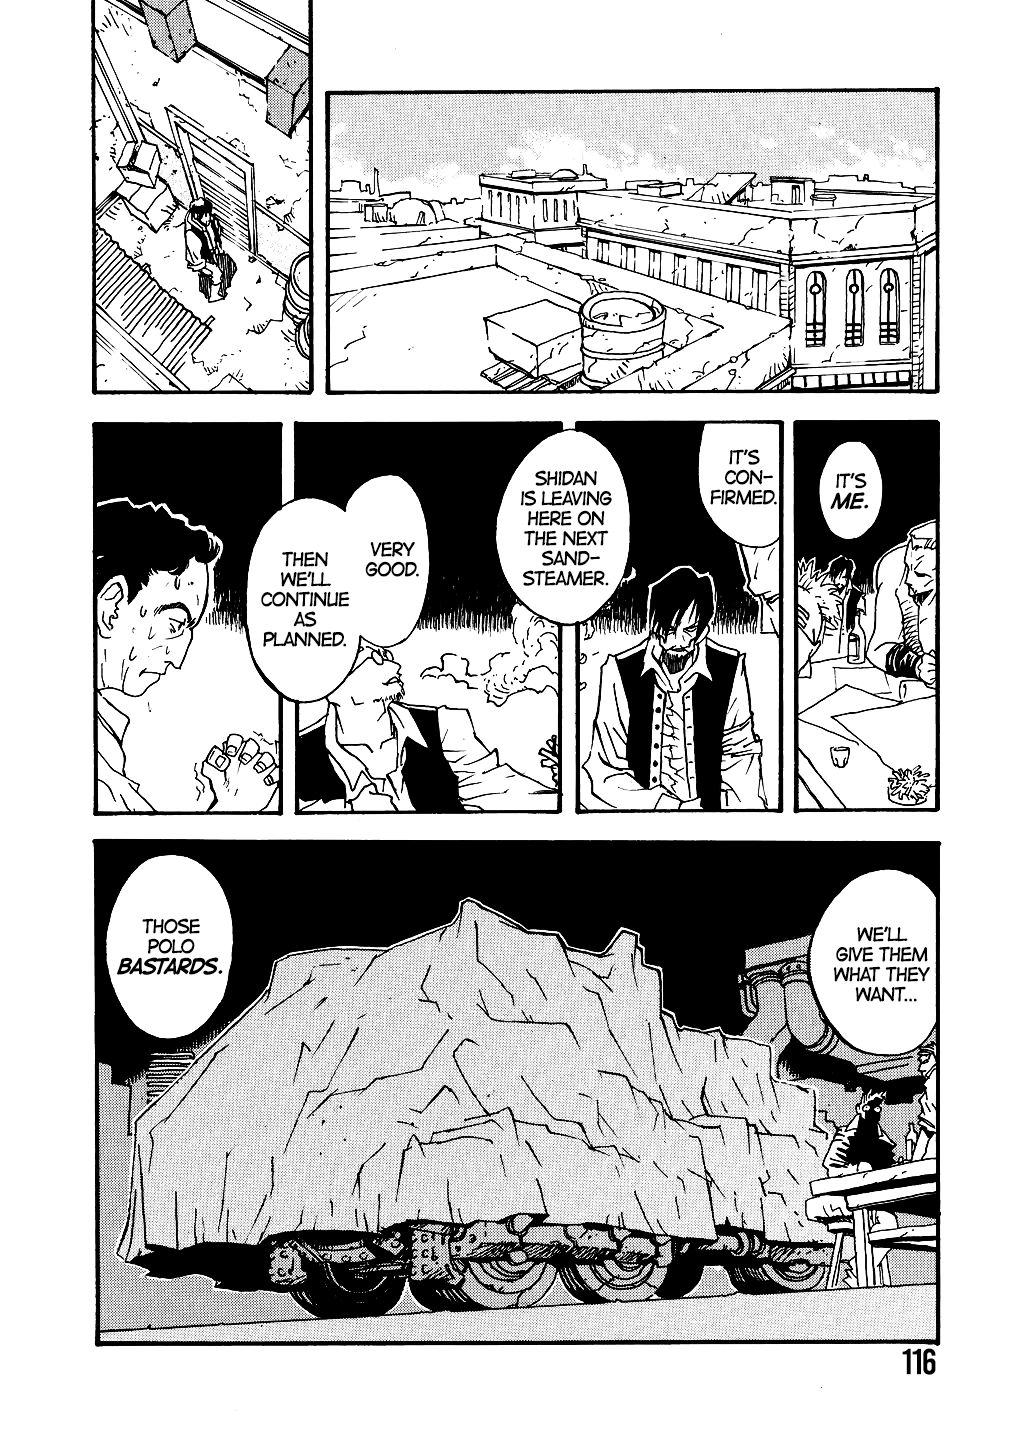 IT'S
ME.
IT'S
CON-
FIRMED.
SHIDAN
IS LEAVING
HERE ON
THE NEXT
SAND-
STEAMER.
VERY
GOOD.
THEN
WE'LL
CONTINUE
AS
PLANNED.
WE'LL
GIVE THEM
WHAT THEY
WANT...
THOSE
POLO
BASTARDS.
116